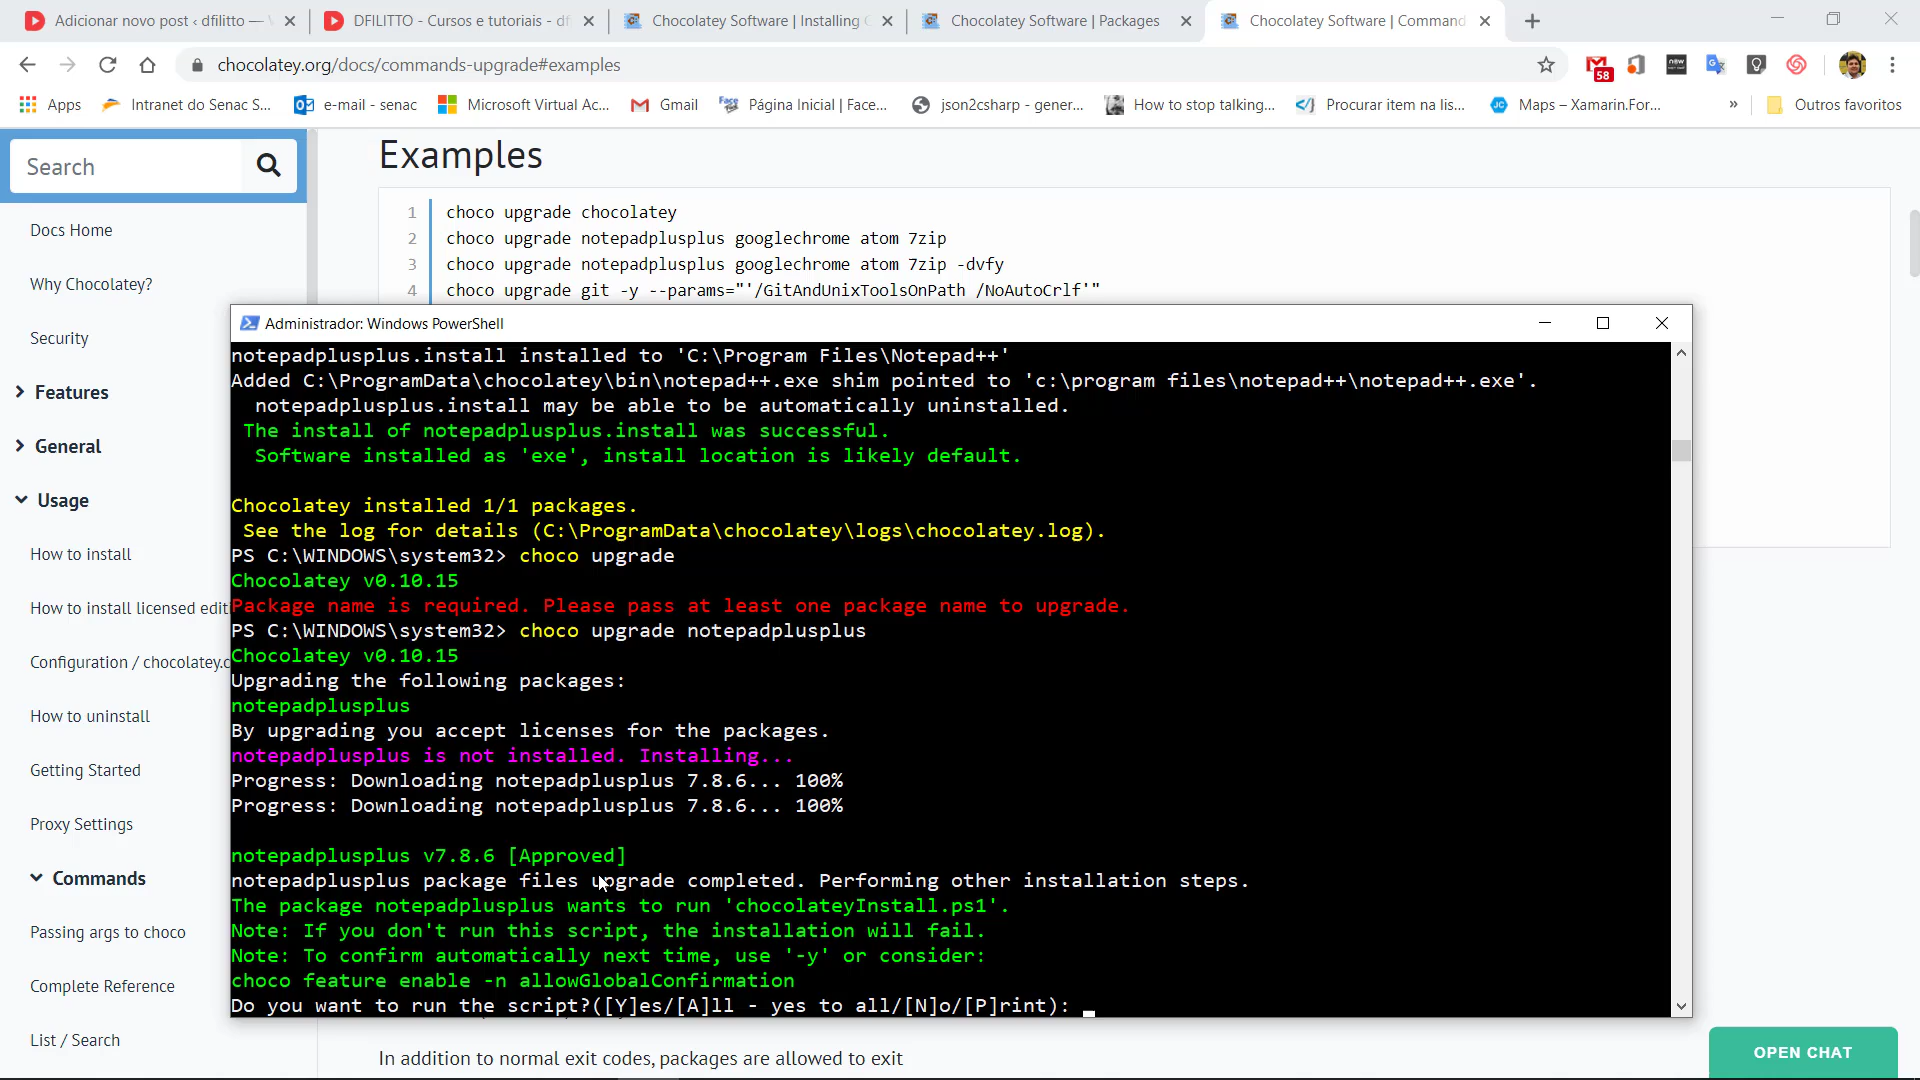 Adicionar novo post ‹ dfilitto —
DFILITTO - Cursos e tutoriais - df
Chocolatey Software | Installing
Chocolatey Software | Packages
Chocolatey Software | Command
chocolatey.org/docs/commands-upgrade#examples
58
now
Apps
Intranet do Senac S...
e-mail - senac
Microsoft Virtual Ac...
Gmail
Página Inicial | Face...
json2csharp - gener...
How to stop talking...
Procurar item na lis...
Maps – Xamarin.For...
»
Outros favoritos
Search
Docs Home
Why Chocolatey?
Security
Features
General
Usage
How to install
How to install licensed edit
Configuration / chocolatey.c
How to uninstall
Getting Started
Proxy Settings
Commands
Passing args to choco
Complete Reference
List / Search
Examples
1 choco upgrade chocolatey
2 choco upgrade notepadplusplus googlechrome atom 7zip
3 choco upgrade notepadplusplus googlechrome atom 7zip -dvfy
4 choco upgrade git -y --params="'/GitAndUnixToolsOnPath /NoAutoCrlf'"
Administrador: Windows PowerShell
notepadplusplus.install installed to 'C:\Program Files\Notepad++'
Added C:\ProgramData\chocolatey\bin\notepad++.exe shim pointed to 'c:\program files\notepad++\notepad++.exe'.
notepadplusplus.install may be able to be automatically uninstalled.
The install of notepadplusplus.install was successful.
Software installed as 'exe', install location is likely default.
Chocolatey installed 1/1 packages.
See the log for details (C:\ProgramData\chocolatey\logs\chocolatey.log).
PS C:\WINDOWS\system32> choco upgrade
Chocolatey v0.10.15
Package name is required. Please pass at least one package name to upgrade.
PS C:\WINDOWS\system32> choco upgrade notepadplusplus
Chocolatey v0.10.15
Upgrading the following packages:
notepadplusplus
By upgrading you accept licenses for the packages.
notepadplusplus is not installed. Installing...
Progress: Downloading notepadplusplus 7.8.6... 100%
Progress: Downloading notepadplusplus 7.8.6... 100%
notepadplusplus v7.8.6 [Approved]
notepadplusplus package files upgrade completed. Performing other installation steps.
The package notepadplusplus wants to run 'chocolateyInstall.ps1'.
Note: If you don't run this script, the installation will fail.
Note: To confirm automatically next time, use '-y' or consider:
choco feature enable -n allowGlobalConfirmation
Do you want to run the script?([Y]es/[A]ll - yes to all/[N]o/[P]rint):
In addition to normal exit codes, packages are allowed to exit
OPEN CHAT